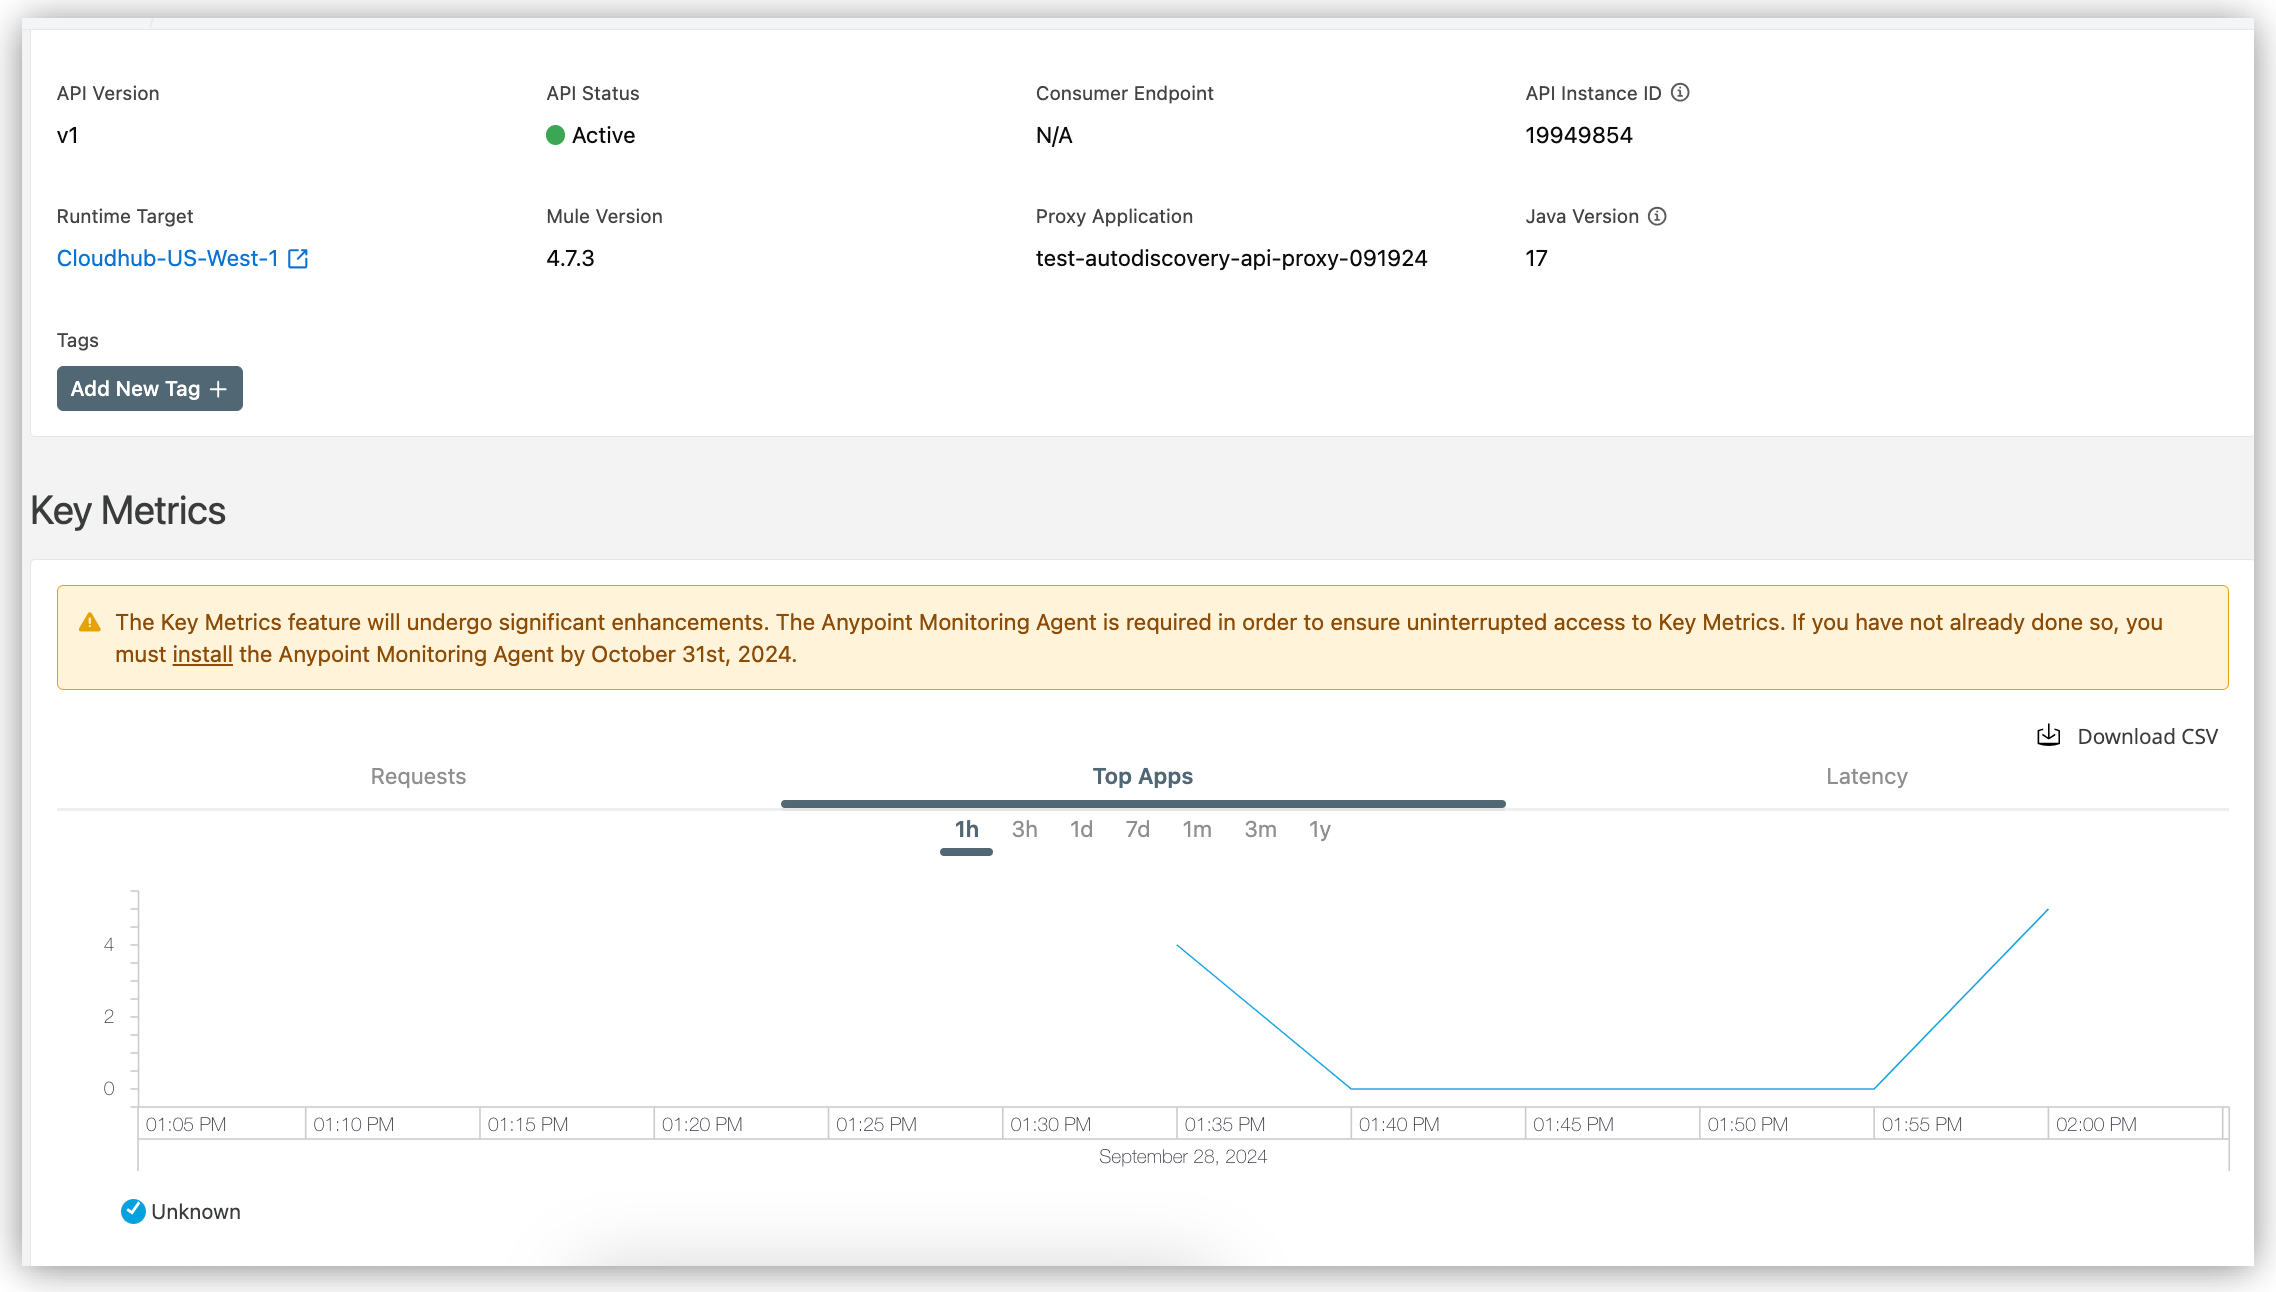 API Version
API Status
Consumer Endpoint
API Instance ID
v1
Active
N/A
19949854
Runtime Target
Mule Version
Proxy Application
Java Version
Cloudhub-US-West-1
4.7.3
test-autodiscovery-api-proxy-091924
17
Tags
Add New Tag +
Key Metrics
The Key Metrics feature will undergo significant enhancements. The Anypoint Monitoring Agent is required in order to ensure uninterrupted access to Key Metrics. If you have not already done so, you
must install the Anypoint Monitoring Agent by October 31st, 2024.
Download CSV
Requests
Top Apps
Latency
1h 3h 1d 7d 1m 3m 1y
4
2
0
01:05 PM 01:10 PM 01:15 PM 01:20 PM 01:25 PM 01:30 PM 01:35 PM 01:40 PM 01:45 PM 01:50 PM 01:55 PM 02:00 PM
September 28, 2024
Unknown